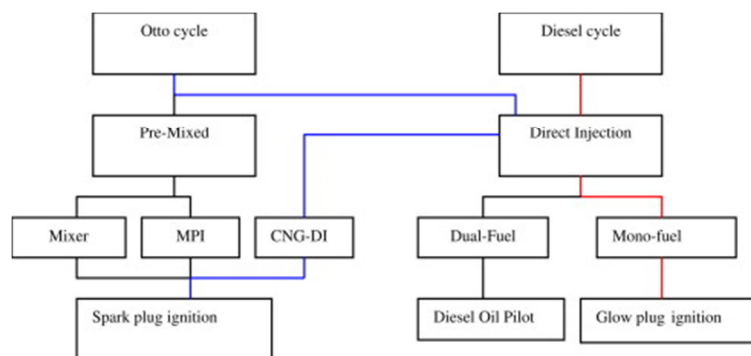 Otto cycle
Diesel cycle
Pre-Mixed
Direct Injection
Mixer
MPI
CNG-DI
Dual-Fuel
Mono-fuel
Spark plug ignition
Diesel Oil Pilot
Glow plug ignition